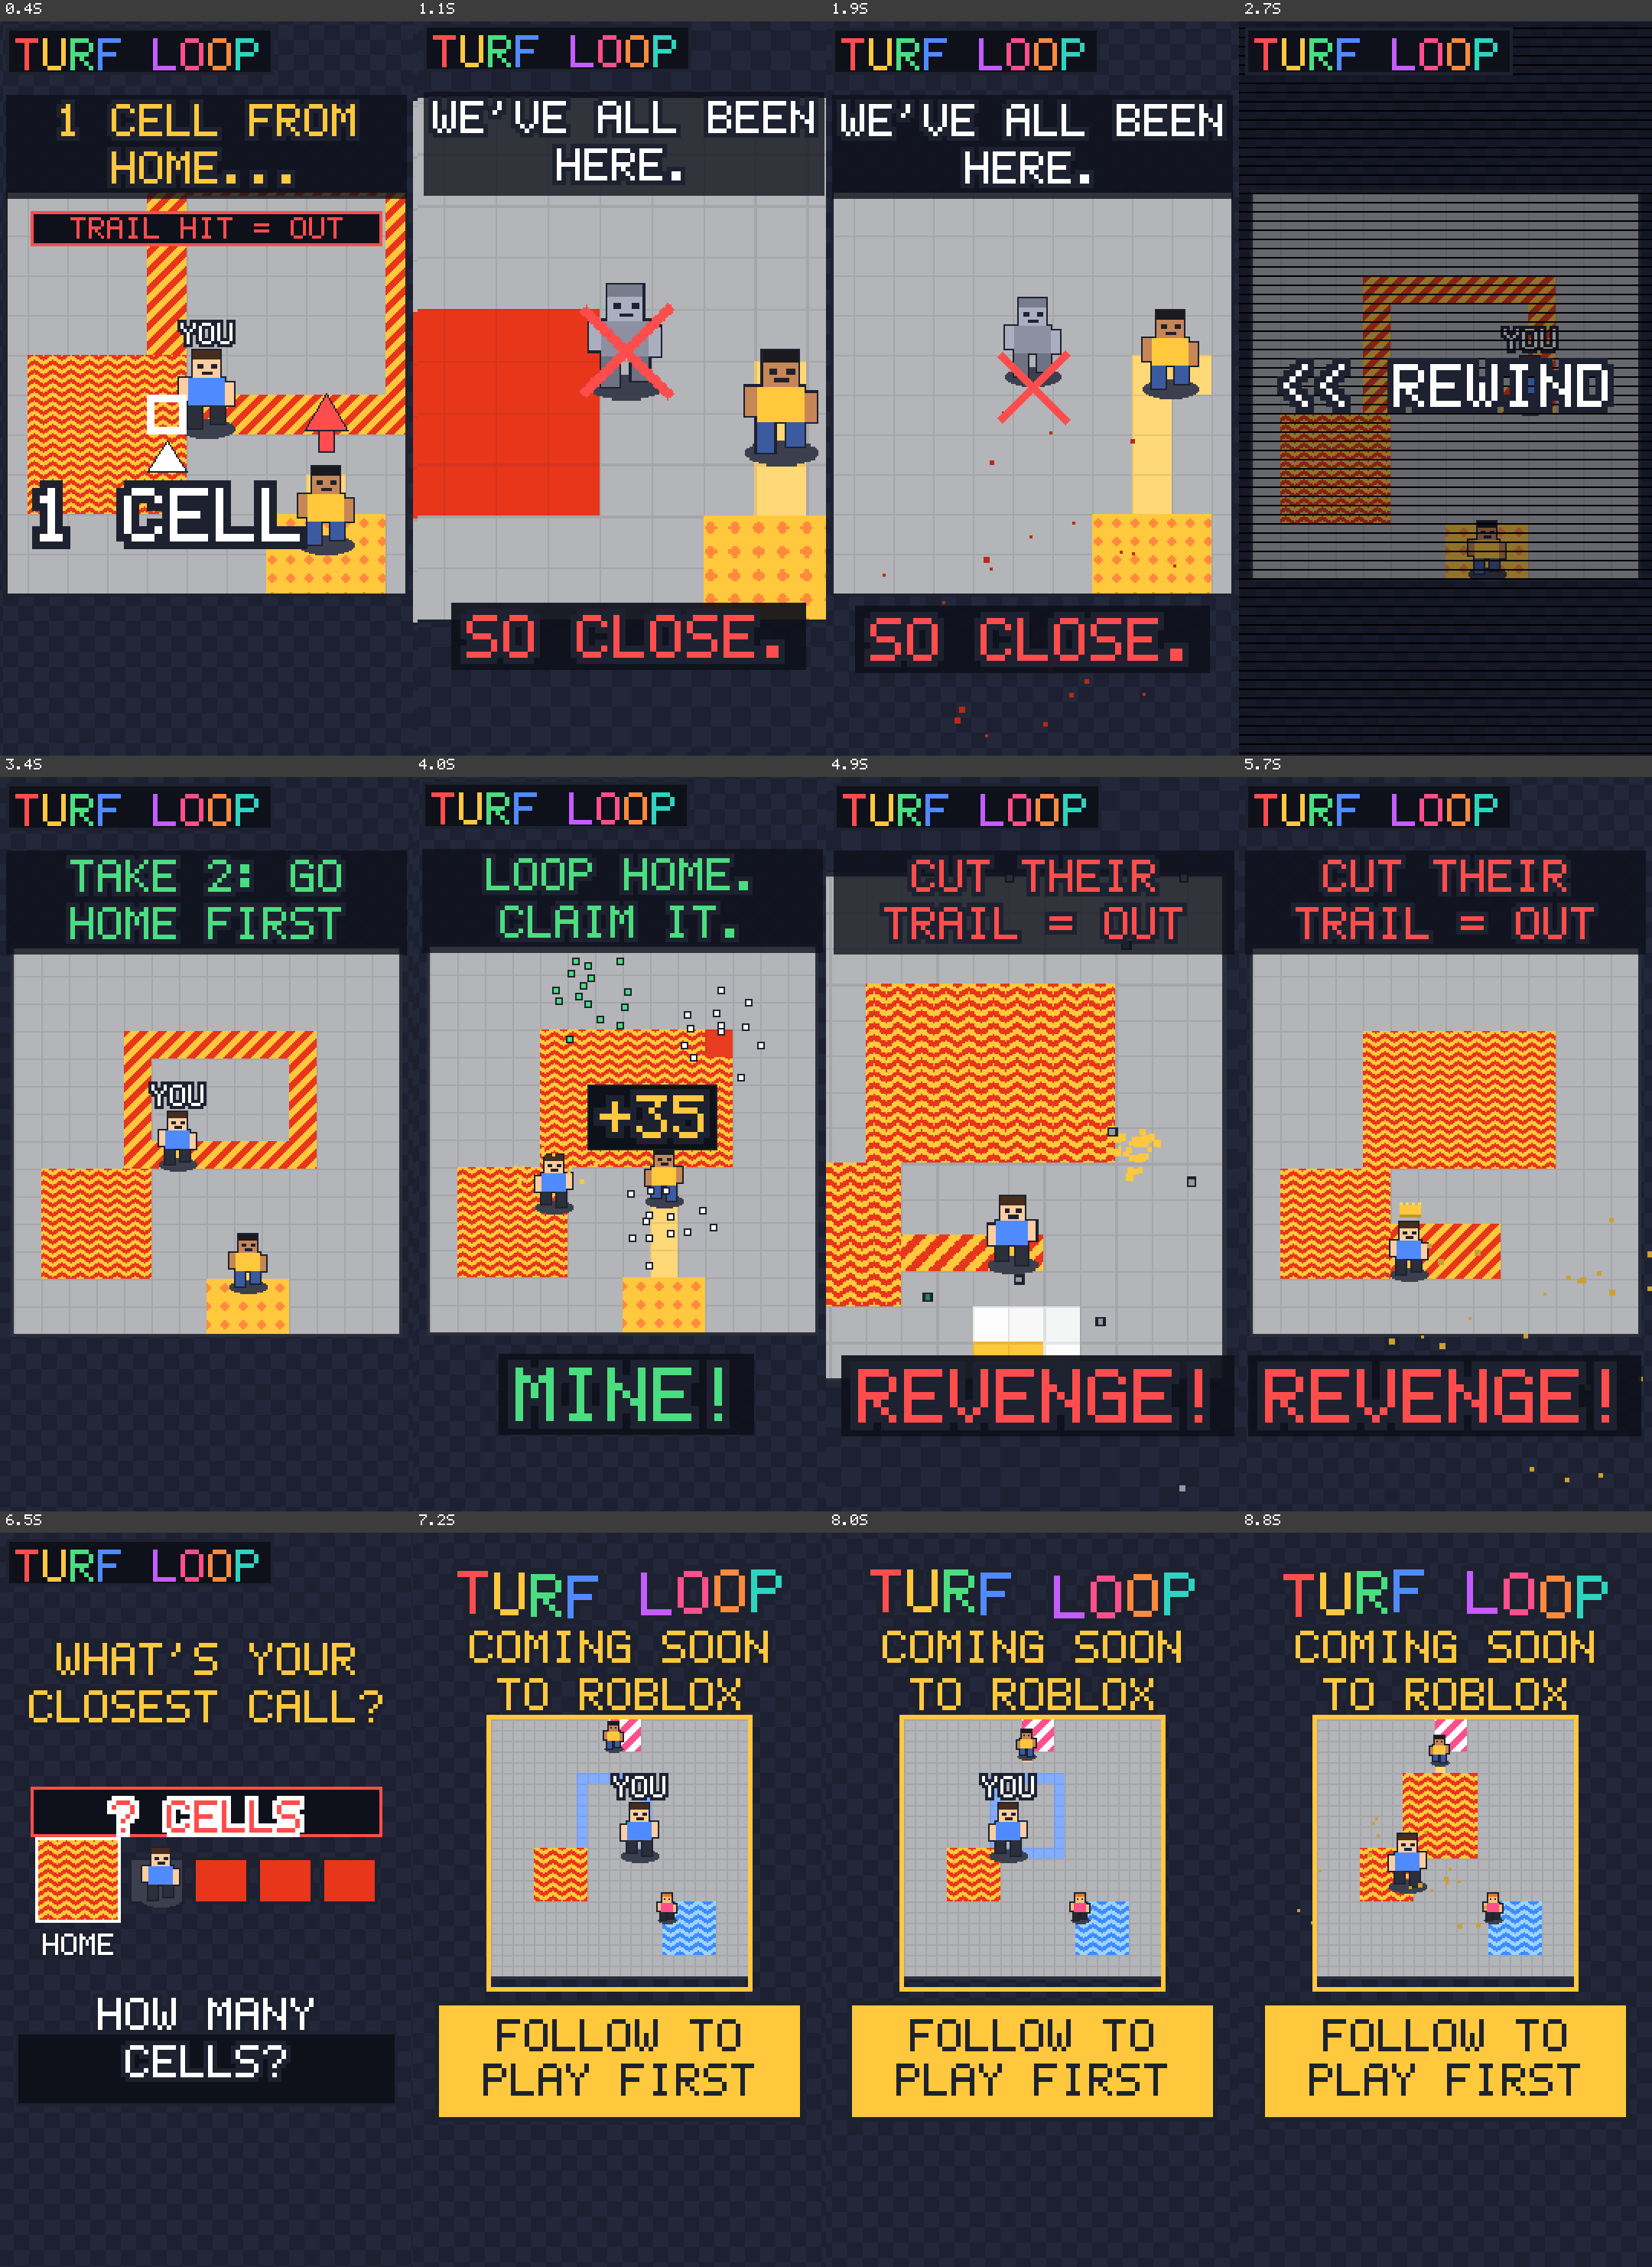 0.4S
TURF LOOP
1 CELL FROM
HOME...
TRAIL HIT = OUT
YOU
1 CELL
1.1S
TURF LOOP
WE'VE ALL BEEN
HERE.
SO CLOSE.
1.9S
TURF LOOP
WE'VE ALL BEEN
HERE.
SO CLOSE.
2.7S
TURF LOOP
YOU
<< REWIND
3.4S
TURF LOOP
TAKE 2: GO
HOME FIRST
YOU
4.0S
TURF LOOP
LOOP HOME.
CLAIM IT.
+35
MINE!
4.9S
TURF LOOP
CUT THEIR
TRAIL = OUT
REVENGE!
5.7S
TURF LOOP
CUT THEIR
TRAIL = OUT
REVENGE!
6.5S
TURF LOOP
WHAT'S YOUR
CLOSEST CALL?
? CELLS
HOME
HOW MANY
CELLS?
7.2S
TURF LOOP
COMING SOON
TO ROBLOX
YOU
FOLLOW TO
PLAY FIRST
8.0S
TURF LOOP
COMING SOON
TO ROBLOX
YOU
FOLLOW TO
PLAY FIRST
8.8S
TURF LOOP
COMING SOON
TO ROBLOX
FOLLOW TO
PLAY FIRST